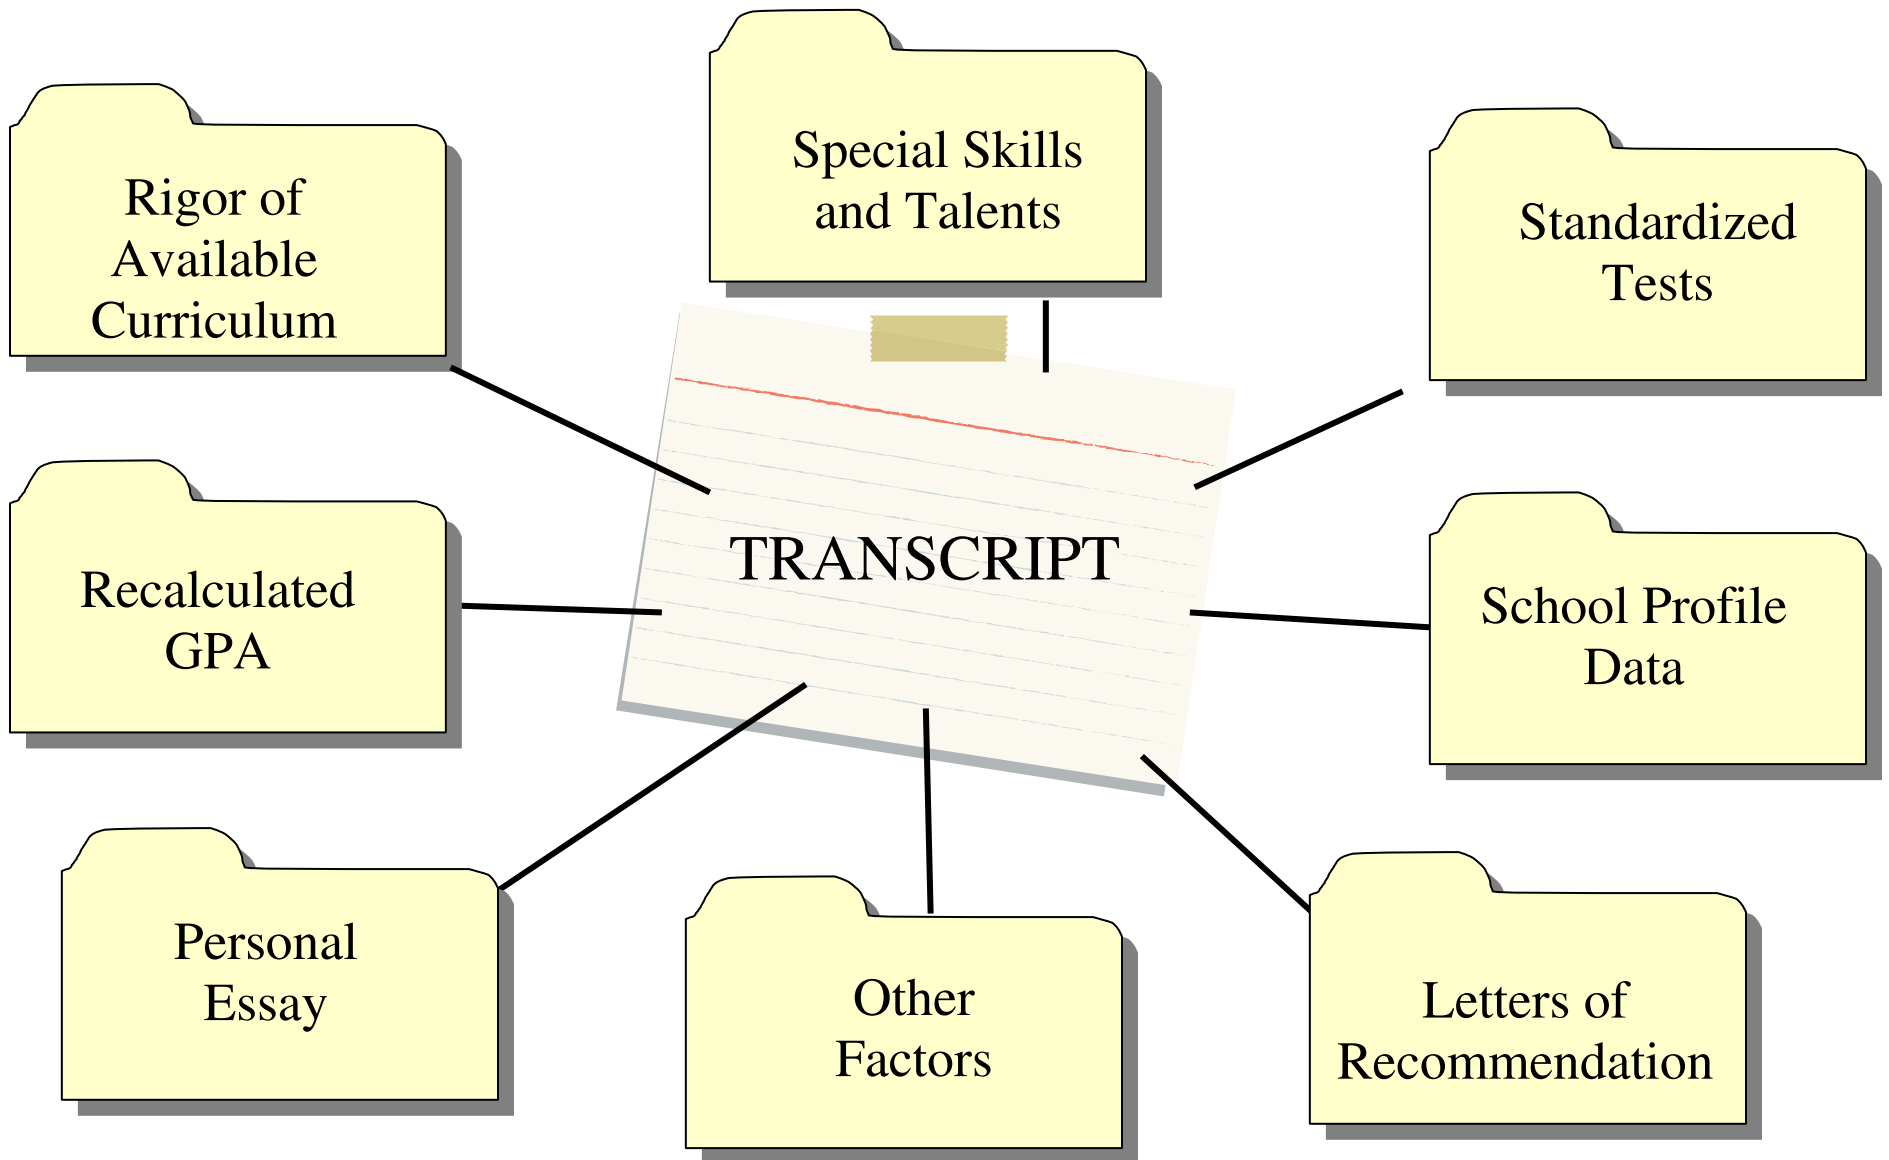 Special Skills
and Talents
Rigor of
Available
Curriculum
Standardized
Tests
TRANSCRIPT
Recalculated
GPA
School Profile
Data
Personal
Essay
Other
Factors
Letters of
Recommendation